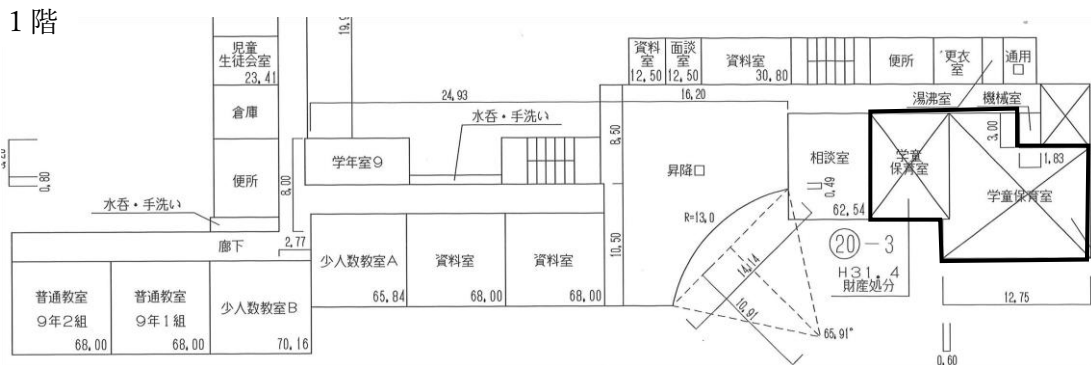 1階
児童
生徒会室
23.41
19.9
資料
室
12.50
面談
室
12.50
資料室
30.80
便所
更衣
室
通用
口
倉庫
24.93
16.20
湯沸室
機械室
水呑・手洗い
8.50
3.00
学年室9
昇降口
相談室
学童
保育室
1.83
0.80
便所
8.00
0.49
学童保育室
水呑・手洗い
R=13.0
62.54
廊下
2.77
10.50
⑳-3
少人数教室A
資料室
資料室
14.14
H31.4
財産処分
普通教室
9年2組
普通教室
9年1組
少人数教室B
65.84
68.00
68.00
10.91
12.75
68.00
68.00
70.16
65.91°
0.60